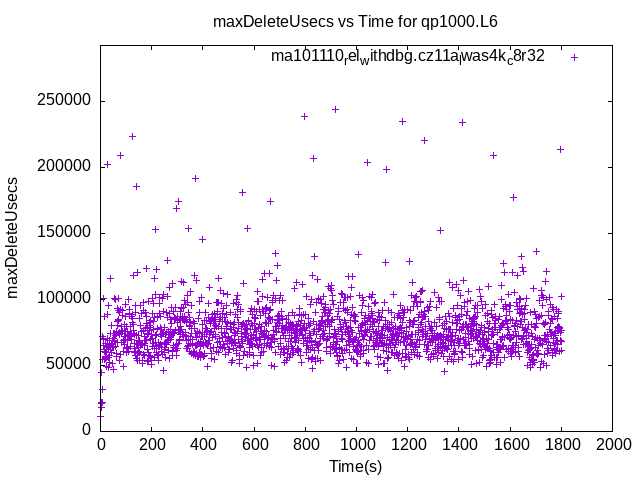 maxDeleteUsecs vs Time for qp1000.L6
ma101110relwithdbg.cz11alwas4kc8r32
250000
200000
150000
100000
50000
0
maxDeleteUsecs
0 200 400 600 800 1000 1200 1400 1600 1800 2000
Time(s)